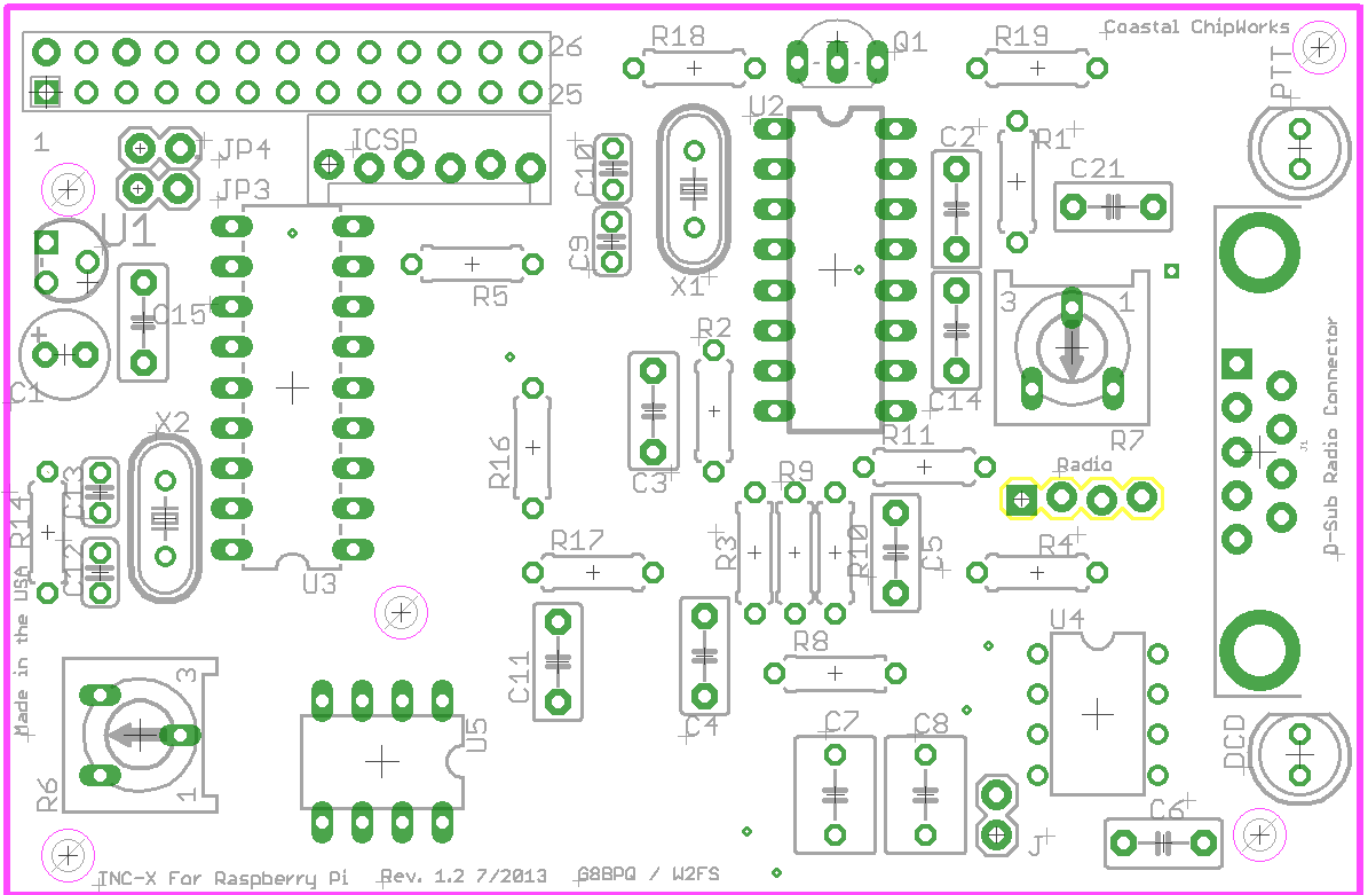 Coastal ChipWorks
R18
Q1
R19
PTT
26
25
1
ICSP
JP4
JP3
U2
C10
C9
C2
R1
C21
U1
X1
R5
R2
3
1
C15
C1
C14
R7
X2
R16
C3
R11
Radio
D-Sub Radio Connector
J1
R9
C13
R14
C12
U3
R17
R3
R10
C5
R4
Made in the USA
R8
U4
C11
C4
3
1
R6
U5
C7
C8
DCD
C6
J
TNC-X For Raspberry Pi Rev. 1.2 7/2013 G8BPQ / W2FS